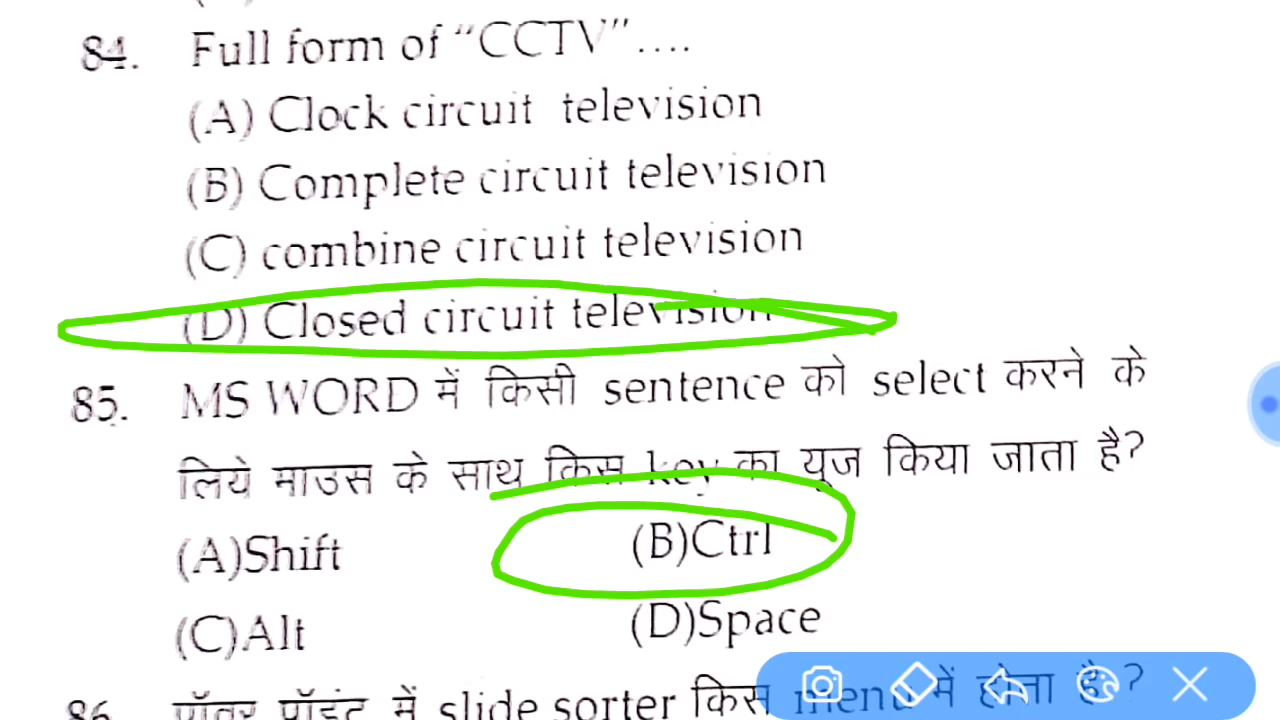 84. Full form of “CCTV”....
(A) Clock circuit television
(B) Complete circuit television
(C) combine circuit television
(D) Closed circuit television
85. MS WORD में किसी sentence को select करने के
लिये माउस के साथ किस key का यूज किया जाता है?
(A)Shift (B)Ctrl
(C)Alt (D)Space
86. पॉवर पॉइंट में slide sorter किस menu में होता है?